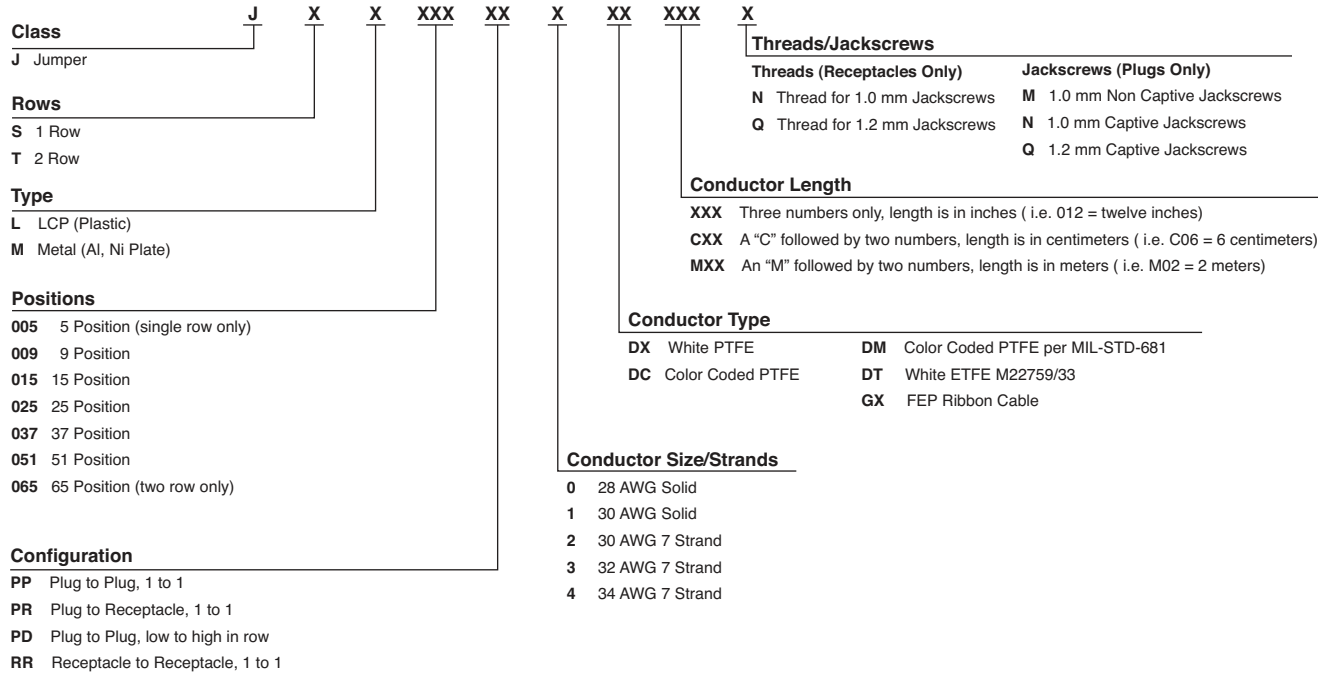 J X X XXX XX X XX XXX X
Class
J Jumper
Rows
S 1 Row
T 2 Row
Type
L LCP (Plastic)
M Metal (Al, Ni Plate)
Positions
005 5 Position (single row only)
009 9 Position
015 15 Position
025 25 Position
037 37 Position
051 51 Position
065 65 Position (two row only)
Configuration
PP Plug to Plug, 1 to 1
PR Plug to Receptacle, 1 to 1
PD Plug to Plug, low to high in row
RR Receptacle to Receptacle, 1 to 1
Threads/Jackscrews
Threads (Receptacles Only)
N Thread for 1.0 mm Jackscrews
Q Thread for 1.2 mm Jackscrews
Jackscrews (Plugs Only)
M 1.0 mm Non Captive Jackscrews
N 1.0 mm Captive Jackscrews
Q 1.2 mm Captive Jackscrews
Conductor Length
XXX Three numbers only, length is in inches ( i.e. 012 = twelve inches)
CXX A “C” followed by two numbers, length is in centimeters ( i.e. C06 = 6 centimeters)
MXX An “M” followed by two numbers, length is in meters ( i.e. M02 = 2 meters)
Conductor Type
DX White PTFE
DC Color Coded PTFE
DM Color Coded PTFE per MIL-STD-681
DT White ETFE M22759/33
GX FEP Ribbon Cable
Conductor Size/Strands
0 28 AWG Solid
1 30 AWG Solid
2 30 AWG 7 Strand
3 32 AWG 7 Strand
4 34 AWG 7 Strand